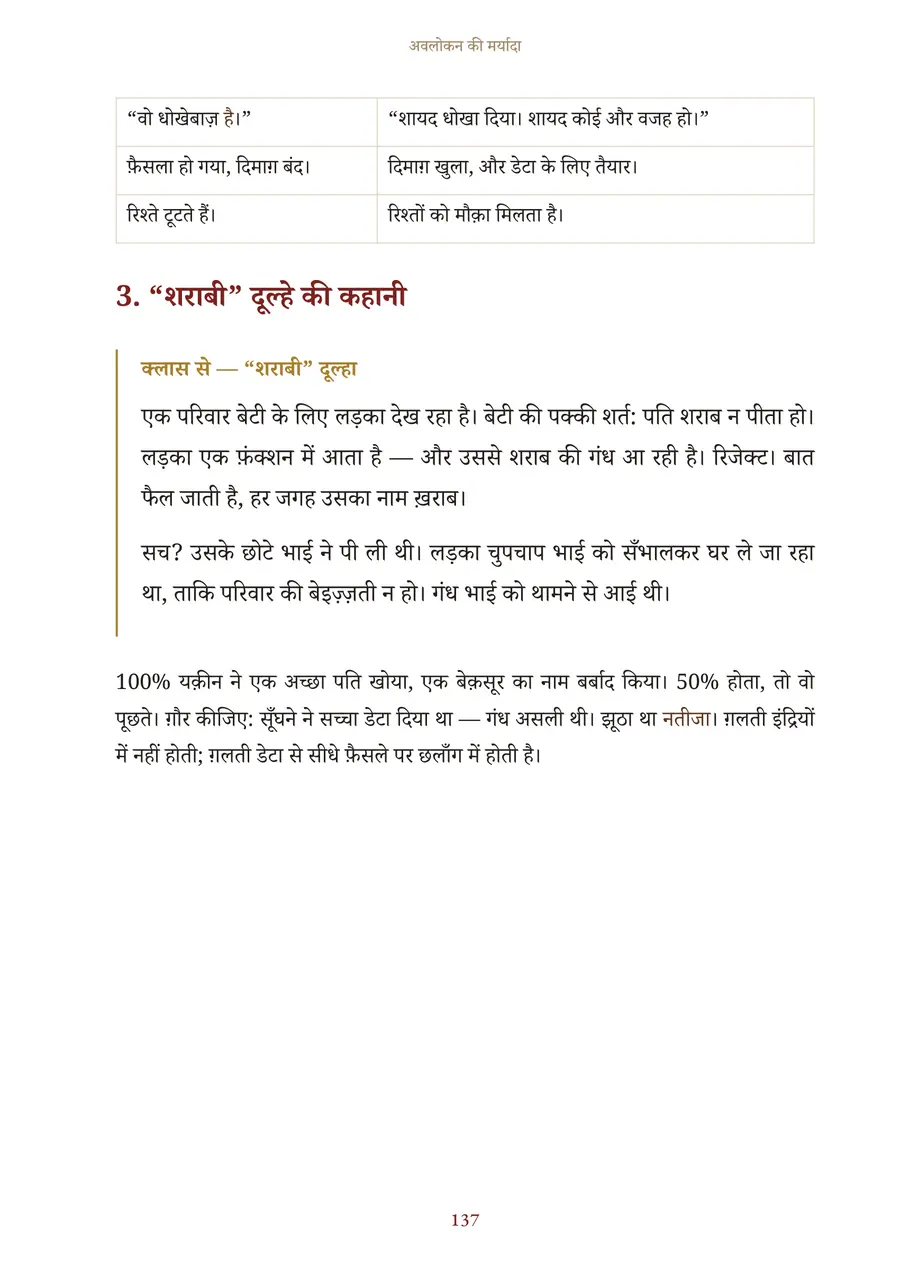 अवलोकन की मर्यादा
“वो धोखेबाज़ है।” “शायद धोखा दिया। शायद कोई और वजह हो।”
फ़ैसला हो गया, दिमाग़ बंद। दिमाग़ खुला, और डेटा के लिए तैयार।
रिश्ते टूटते हैं। रिश्तों को मौक़ा मिलता है।
3. “शराबी” दूल्हे की कहानी
क्लास से — “शराबी” दूल्हा
एक परिवार बेटी के लिए लड़का देख रहा है। बेटी की पक्की शर्त: पति शराब न पीता हो।
लड़का एक फ़ंक्शन में आता है — और उससे शराब की गंध आ रही है। रिजेक्ट। बात
फैल जाती है, हर जगह उसका नाम ख़राब।
सच? उसके छोटे भाई ने पी ली थी। लड़का चुपचाप भाई को सँभालकर घर ले जा रहा
था, ताकि परिवार की बेइज़्ज़ती न हो। गंध भाई को थामने से आई थी।
100% यक़ीन ने एक अच्छा पति खोया, एक बेक़सूर का नाम बर्बाद किया। 50% होता, तो वो
पूछते। ग़ौर कीजिए: सूँघने ने सच्चा डेटा दिया था — गंध असली थी। झूठा था नतीजा। ग़लती इंद्रियों
में नहीं होती; ग़लती डेटा से सीधे फ़ैसले पर छलाँग में होती है।
137